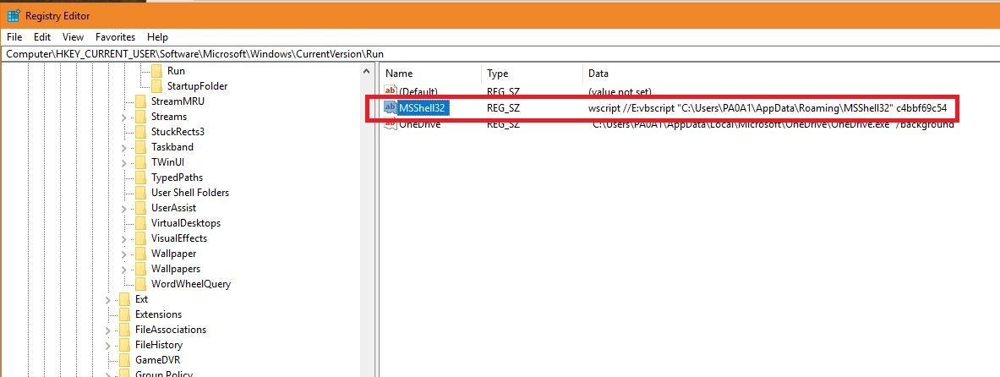 Registry Editor
File Edit View Favorites Help
Computer\HKEY_CURRENT_USER\Software\Microsoft\Windows\CurrentVersion\Run
Run
StartupFolder
StreamMRU
Streams
StuckRects3
Taskband
TWinUI
TypedPaths
User Shell Folders
UserAssist
VirtualDesktops
VisualEffects
Wallpaper
Wallpapers
WordWheelQuery
Ext
Extensions
FileAssociations
FileHistory
GameDVR
Group Policy
Name Type Data
ab (Default) REG_SZ (value not set)
ab MSShell32 REG_SZ wscript //E:vbscript "C:\Users\PA0A1\AppData\Roaming\MSShell32" c4bbf69c54
ab OneDrive REG_SZ "C:\Users\PA0A1\AppData\Local\Microsoft\OneDrive\OneDrive.exe" /background